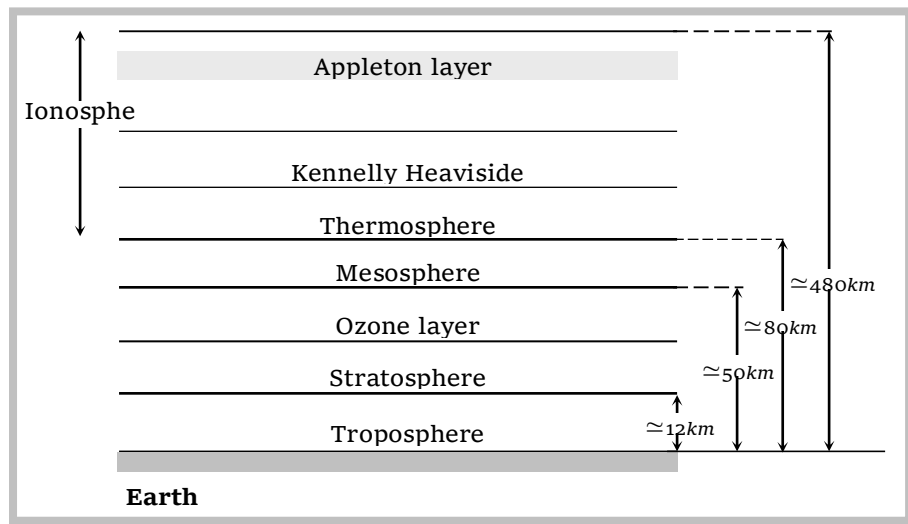 Appleton layer
Ionosphe
Kennelly Heaviside
Thermosphere
Mesosphere
≃480km
Ozone layer
≃80km
Stratosphere
≃50km
Troposphere
≃12km
Earth